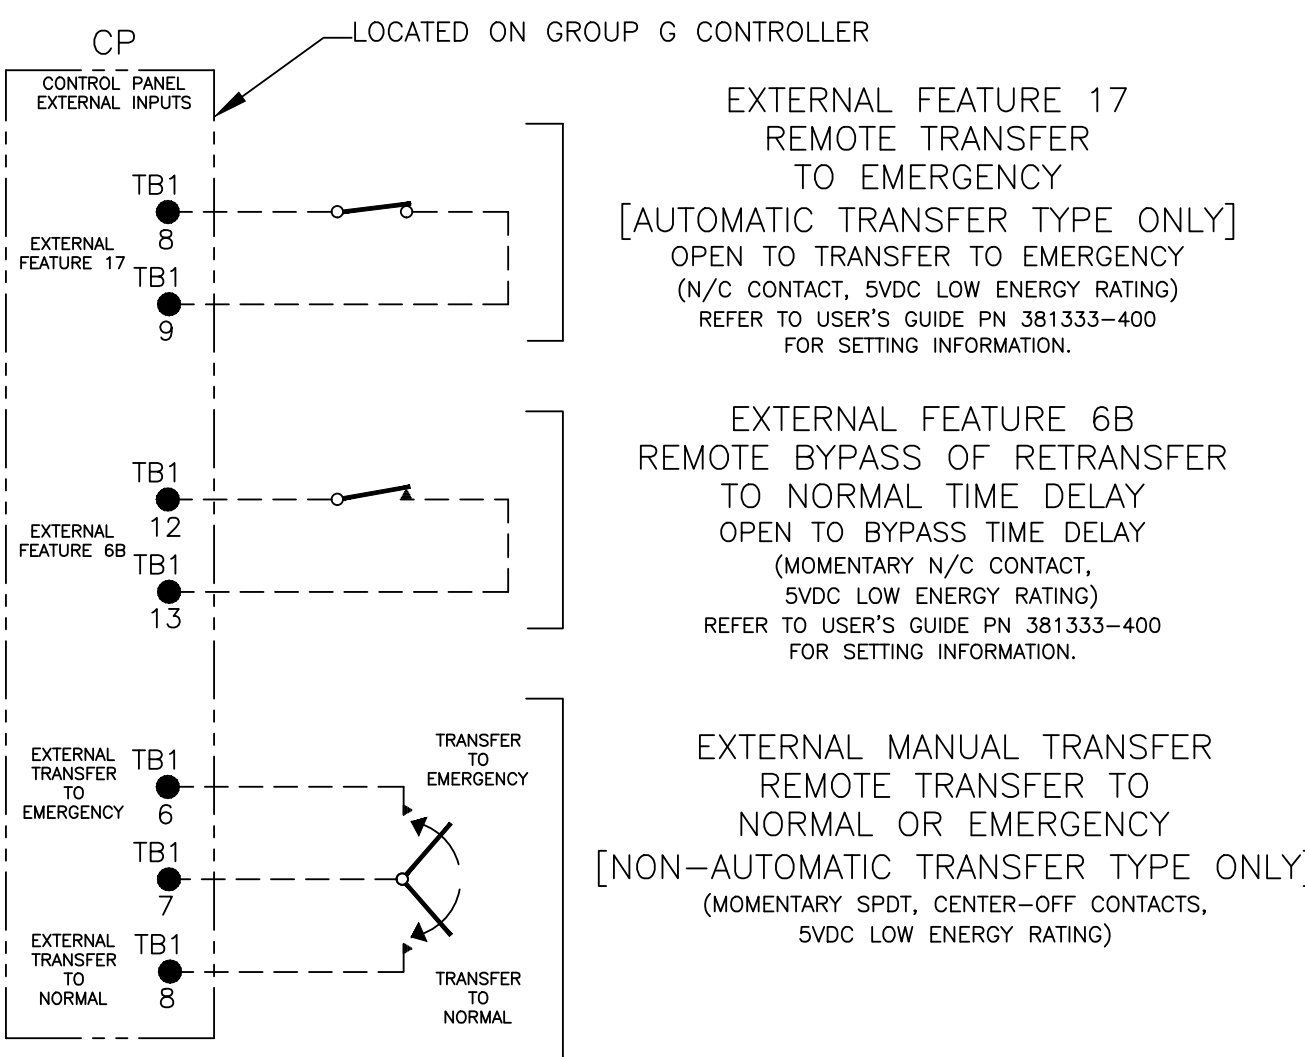 LOCATED ON GROUP G CONTROLLER
CP
CONTROL PANEL
EXTERNAL INPUTS
TB1
8
EXTERNAL
FEATURE 17
TB1
9
EXTERNAL FEATURE 17
REMOTE TRANSFER
TO EMERGENCY
[AUTOMATIC TRANSFER TYPE ONLY]
OPEN TO TRANSFER TO EMERGENCY
(N/C CONTACT, 5VDC LOW ENERGY RATING)
REFER TO USER'S GUIDE PN 381333-400
FOR SETTING INFORMATION.
TB1
12
EXTERNAL
FEATURE 6B
TB1
13
EXTERNAL FEATURE 6B
REMOTE BYPASS OF RETRANSFER
TO NORMAL TIME DELAY
OPEN TO BYPASS TIME DELAY
(MOMENTARY N/C CONTACT,
5VDC LOW ENERGY RATING)
REFER TO USER'S GUIDE PN 381333-400
FOR SETTING INFORMATION.
EXTERNAL
TRANSFER
TO
EMERGENCY
TB1
6
TB1
7
EXTERNAL
TRANSFER
TO
NORMAL
TB1
8
TRANSFER
TO
EMERGENCY
TRANSFER
TO
NORMAL
EXTERNAL MANUAL TRANSFER
REMOTE TRANSFER TO
NORMAL OR EMERGENCY
[NON-AUTOMATIC TRANSFER TYPE ONLY]
(MOMENTARY SPDT, CENTER-OFF CONTACTS,
5VDC LOW ENERGY RATING)